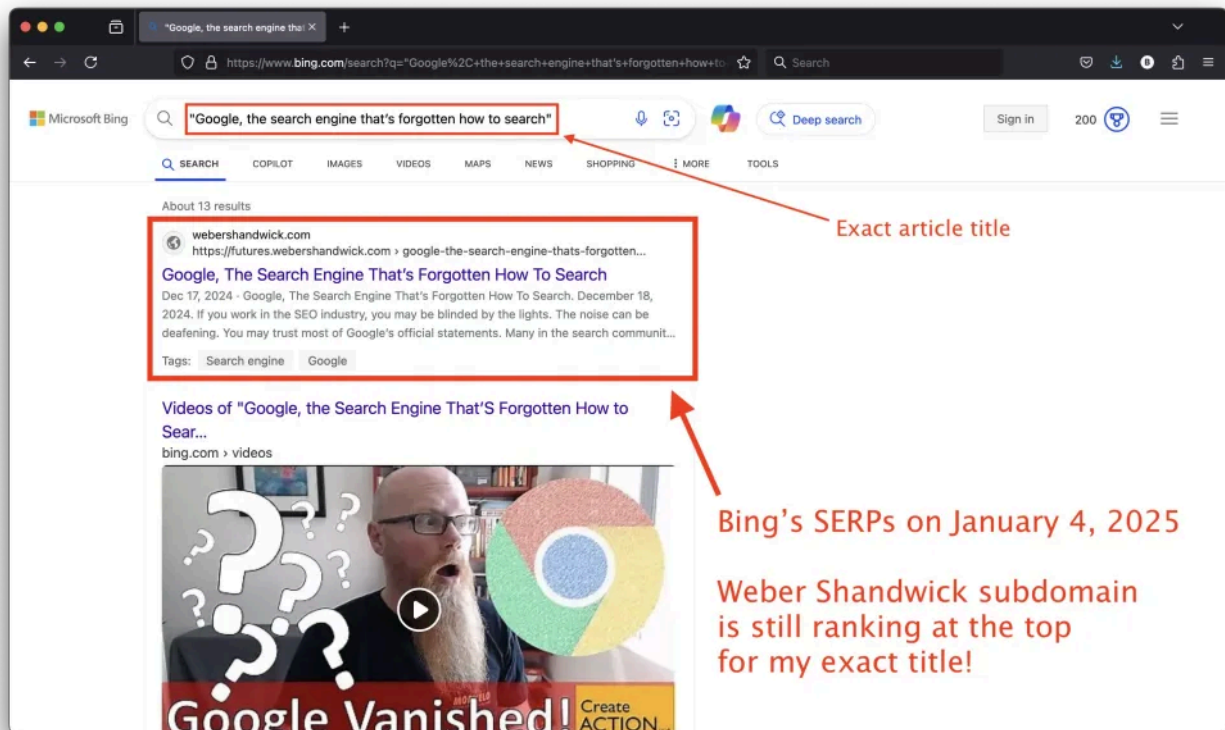 "Google, the search engine that
https://www.bing.com/search?q="Google%2C+the+search+engine+that's+forgotten+how+to
Search
Microsoft Bing
"Google, the search engine that's forgotten how to search"
Deep search
Sign in
200
SEARCH COPILOT IMAGES VIDEOS MAPS NEWS SHOPPING MORE TOOLS
About 13 results
Exact article title
webershandwick.com
https://futures.webershandwick.com › google-the-search-engine-thats-forgotten...
Google, The Search Engine That's Forgotten How To Search
Dec 17, 2024 · Google, The Search Engine That's Forgotten How To Search. December 18,
2024. If you work in the SEO industry, you may be blinded by the lights. The noise can be
deafening. You may trust most of Google's official statements. Many in the search communit...
Tags: Search engine Google
Videos of "Google, the Search Engine That'S Forgotten How to
Sear...
bing.com › videos
Bing's SERPs on January 4, 2025
Weber Shandwick subdomain
is still ranking at the top
for my exact title!
???????
Google Vanished!
Create
ACTION